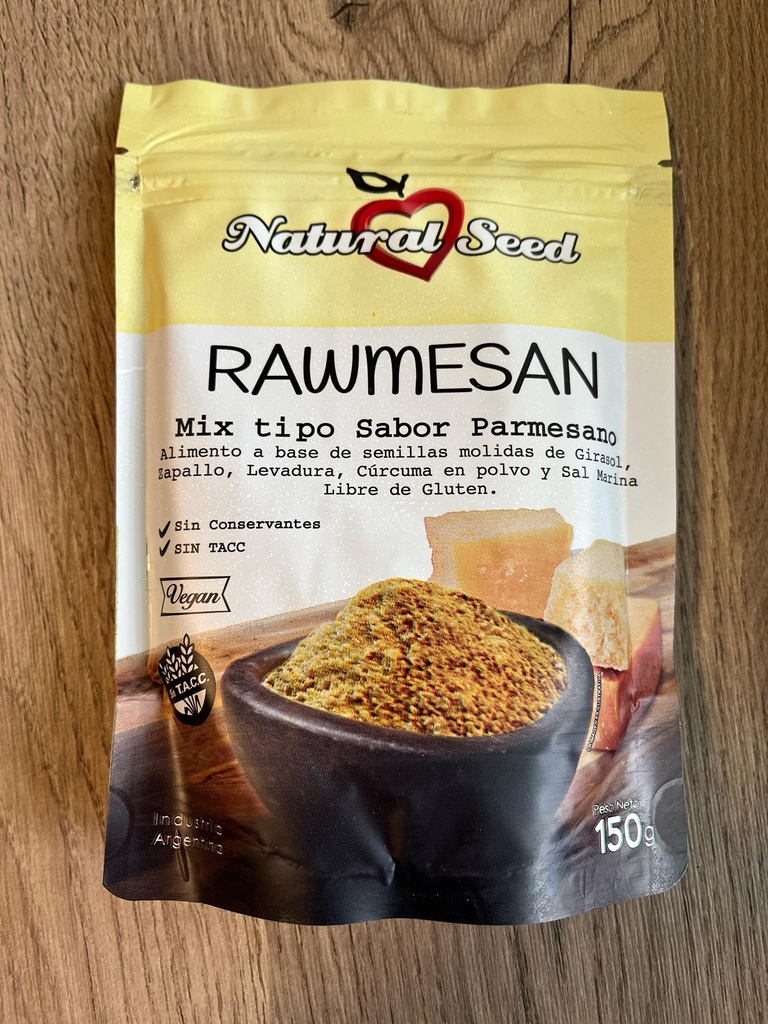 Natural Seed
RAWMESAN
Mix tipo Sabor Parmesano
Alimento a base de semillas molidas de Girasol,
Zapallo, Levadura, Cúrcuma en polvo y Sal Marina
Libre de Gluten.
Sin Conservantes
SIN TACC
Vegan
Sin T.A.C.C.
Industria
Argentina
Peso Neto
150g